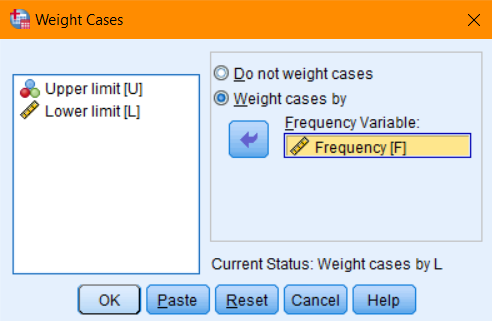 Weight Cases
Upper limit [U]
Lower limit [L]
Do not weight cases
Weight cases by
Frequency Variable:
Frequency [F]
Current Status: Weight cases by L
OK Paste Reset Cancel Help